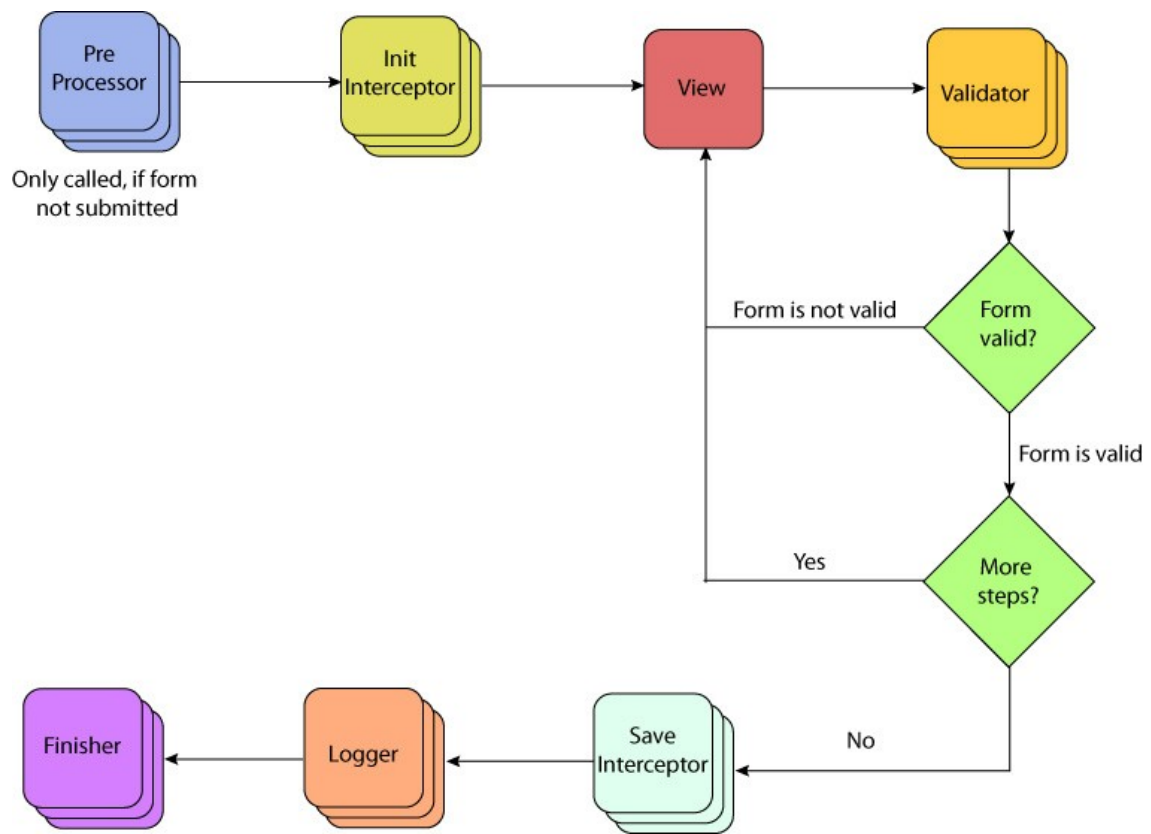 Pre
Processor
Init
Interceptor
View
Validator
Only called, if form
not submitted
Form is not valid
Form
valid?
Form is valid
Yes
More
steps?
Finisher
Logger
Save
Interceptor
No